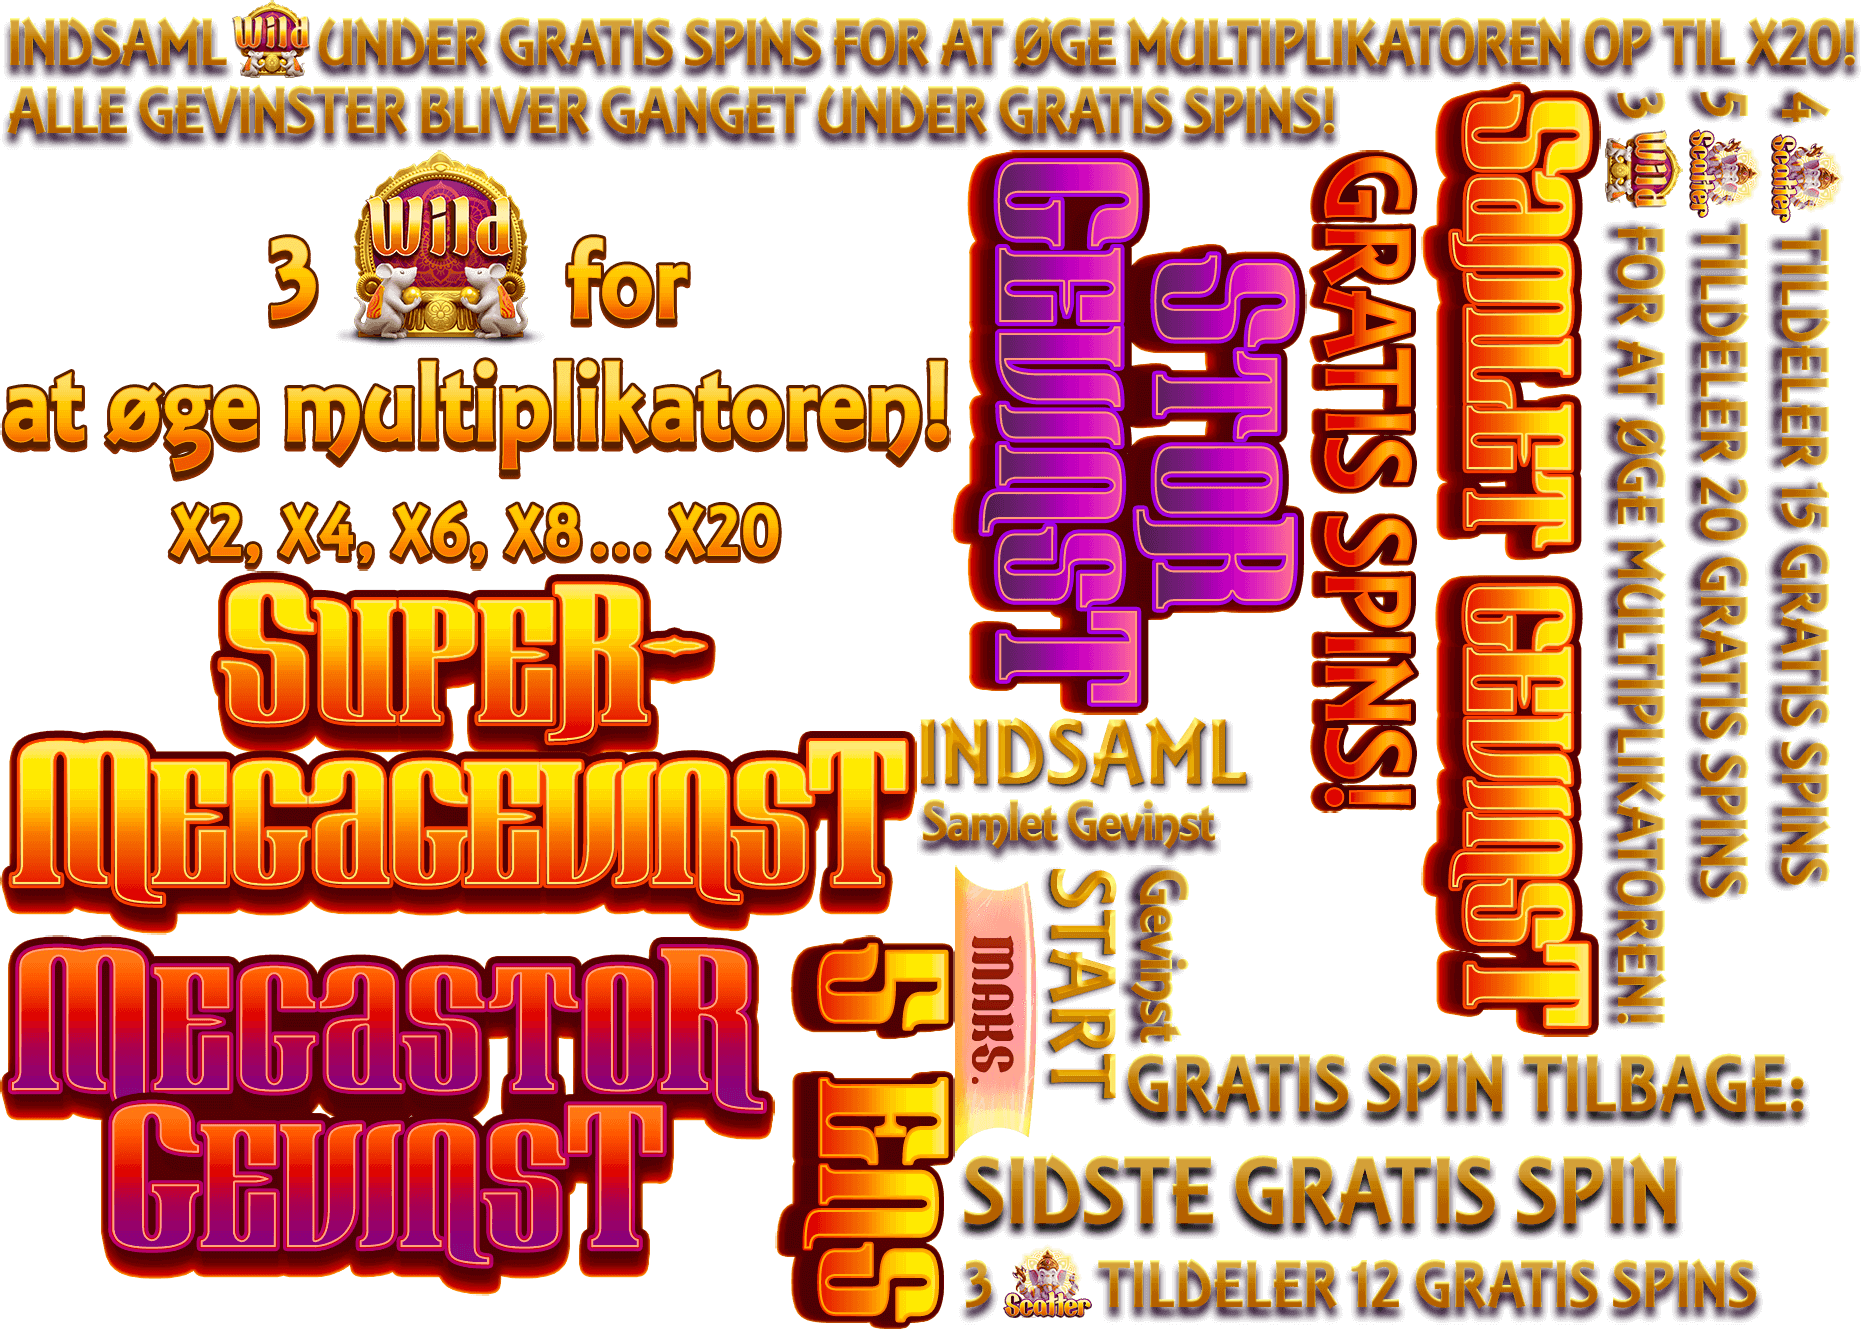 INDSAML Wild UNDER GRATIS SPINS FOR AT ØGE MULTIPLIKATOREN OP TIL X20!
ALLE GEVINSTER BLIVER GANGET UNDER GRATIS SPINS!
3 Wild for
at øge multiplikatoren!
X2, X4, X6, X8... X20
SUPER-
MEGAGEVINST
MEGASTOR
GEVINST
5 ENS
STOR
GEVINST
GRATIS SPINS!
SAMLET GEVINST
3 Wild FOR AT ØGE MULTIPLIKATOREN!
5 Scatter TILDELER 20 GRATIS SPINS
4 Scatter TILDELER 15 GRATIS SPINS
INDSAML
Samlet Gevinst
MAKS.
START
Gevinst
GRATIS SPIN TILBAGE:
SIDSTE GRATIS SPIN
3 Scatter TILDELER 12 GRATIS SPINS